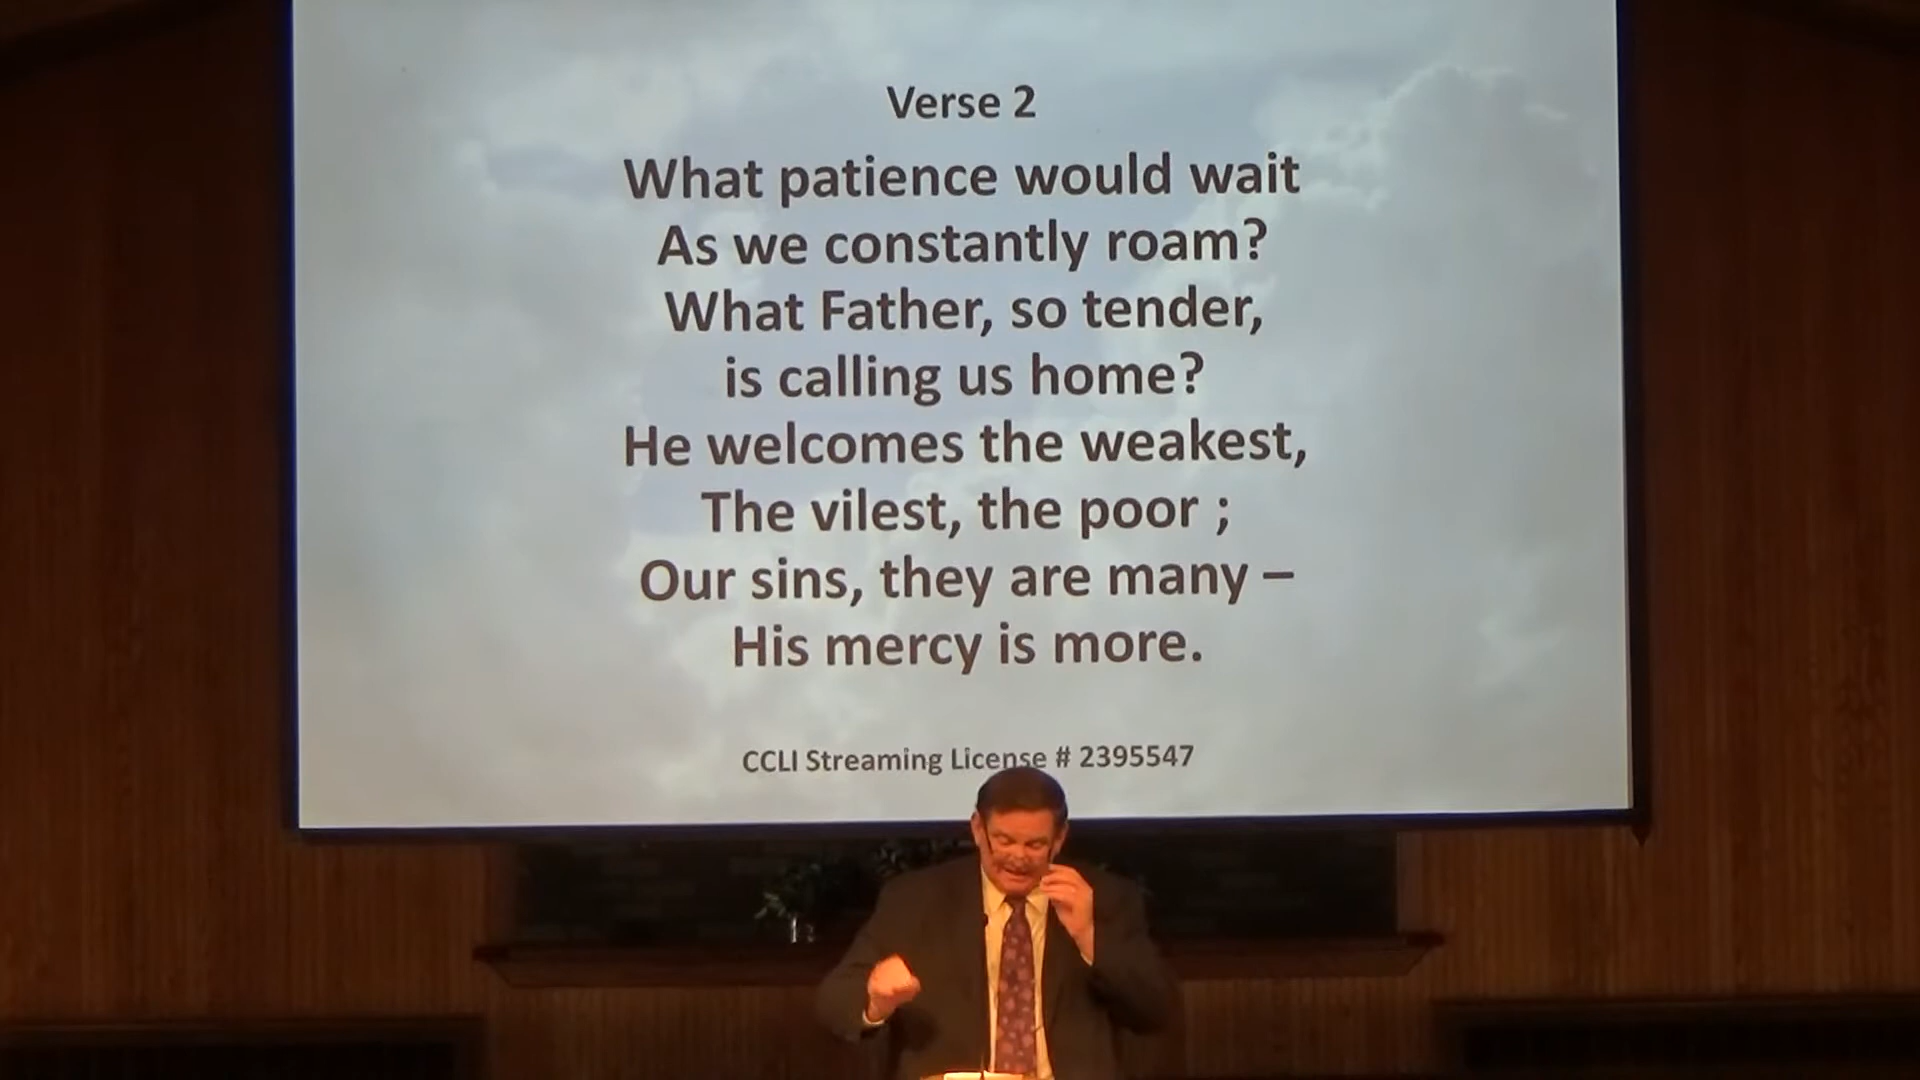 Verse 2
What patience would wait
As we constantly roam?
What Father, so tender,
is calling us home?
He welcomes the weakest,
The vilest, the poor ;
Our sins, they are many –
His mercy is more.
CCLI Streaming License # 2395547